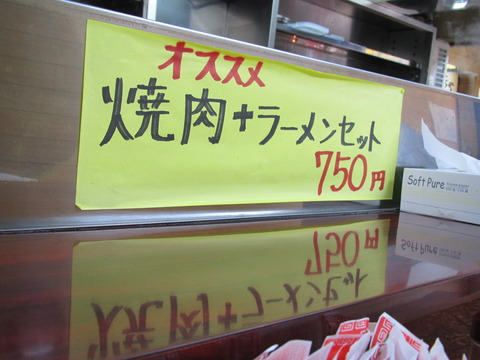 オススメ
焼肉+ラーメンセット
750円
Soft Pure